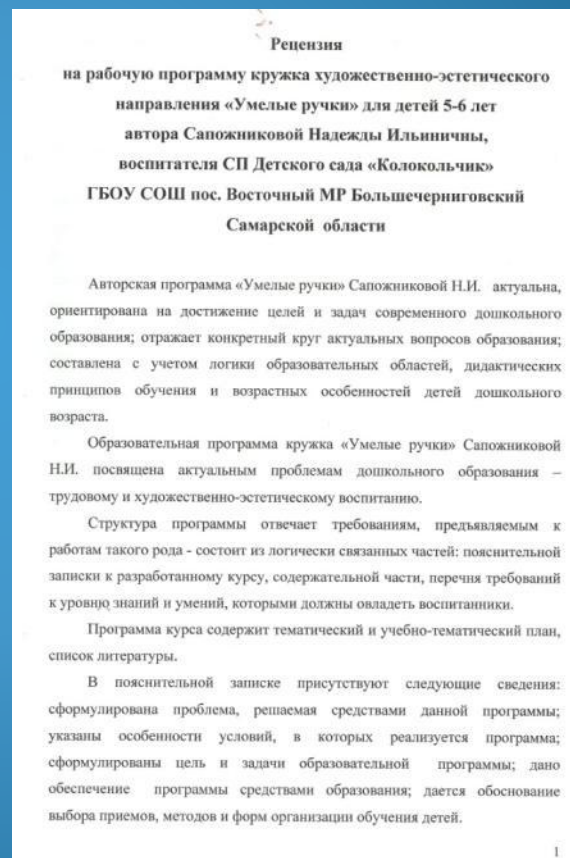 Рецензия
на рабочую программу кружка художественно-эстетического
направления «Умелые ручки» для детей 5-6 лет
автора Сапожниковой Надежды Ильиничны,
воспитателя СП Детского сада «Колокольчик»
ГБОУ СОШ пос. Восточный МР Большечерниговский
Самарской области
Авторская программа «Умелые ручки» Сапожниковой Н.И. актуальна,
ориентирована на достижение целей и задач современного дошкольного
образования; отражает конкретный круг актуальных вопросов образования;
составлена с учетом логики образовательных областей, дидактических
принципов обучения и возрастных особенностей детей дошкольного
возраста.
Образовательная программа кружка «Умелые ручки» Сапожниковой
Н.И. посвящена актуальным проблемам дошкольного образования –
трудовому и художественно-эстетическому воспитанию.
Структура программы отвечает требованиям, предъявляемым к
работам такого рода - состоит из логически связанных частей: пояснительной
записки к разработанному курсу, содержательной части, перечня требований
к уровню знаний и умений, которыми должны овладеть воспитанники.
Программа курса содержит тематический и учебно-тематический план,
список литературы.
В пояснительной записке присутствуют следующие сведения:
сформулирована проблема, решаемая средствами данной программы;
указаны особенности условий, в которых реализуется программа;
сформулированы цель и задачи образовательной программы; дано
обеспечение программы средствами образования; дается обоснование
выбора приемов, методов и форм организации обучения детей.
1